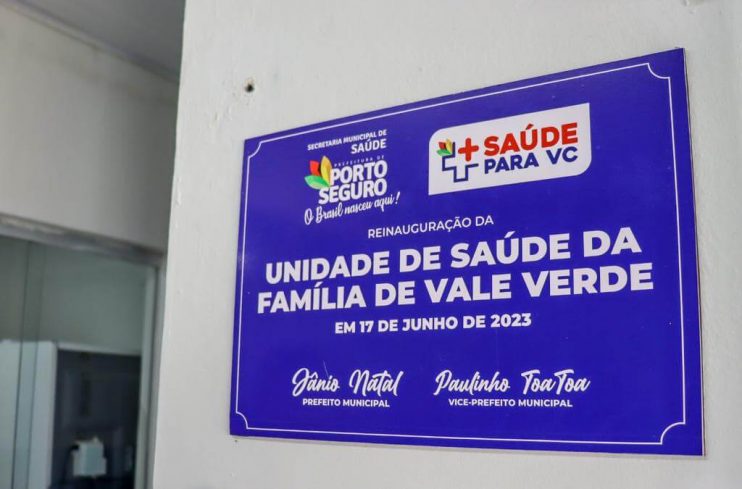 SECRETARIA MUNICIPAL DE
SAÚDE
PREFEITURA DE
PORTO
SEGURO
O Brasil nasceu aqui!
+ SAÚDE
PARA VC
REINAUGURAÇÃO DA
UNIDADE DE SAÚDE DA
FAMÍLIA DE VALE VERDE
EM 17 DE JUNHO DE 2023
Jânio Natal
PREFEITO MUNICIPAL
Paulinho ToaToa
VICE-PREFEITO MUNICIPAL